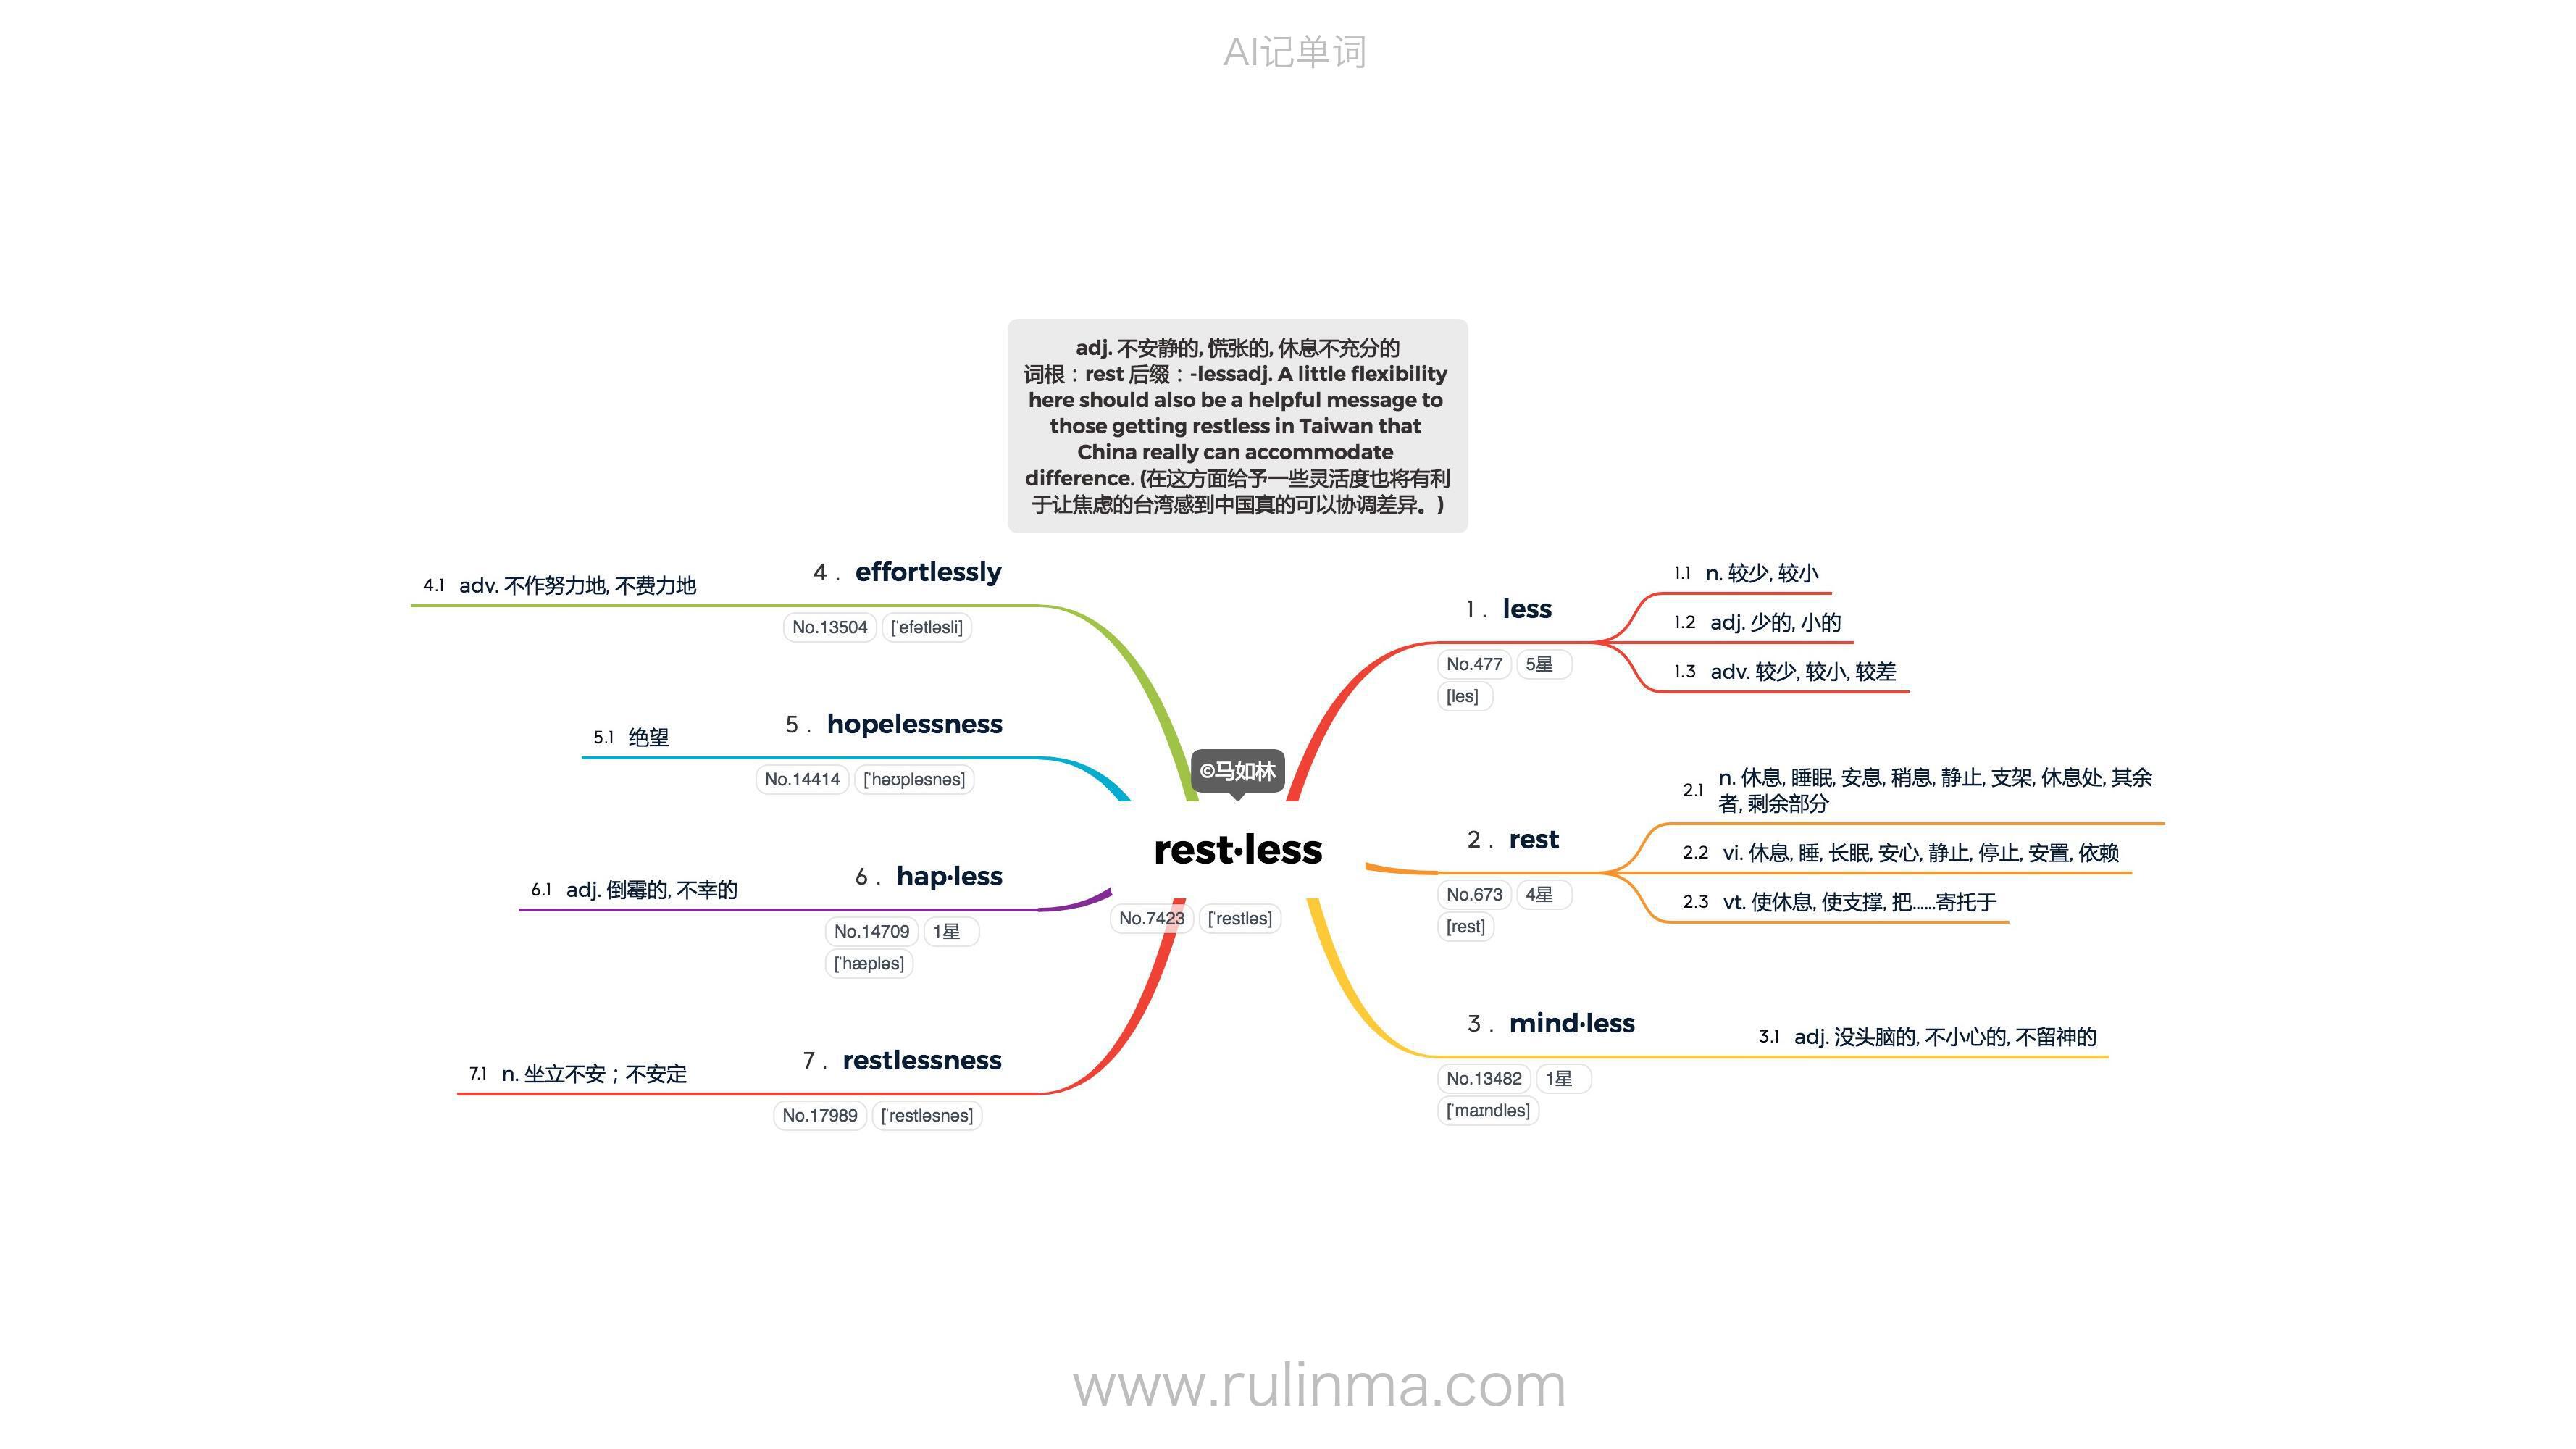 AI记单词
adj. 不安静的, 慌张的, 休息不充分的
词根：rest 后缀：-lessadj. A little flexibility
here should also be a helpful message to
those getting restless in Taiwan that
China really can accommodate
difference. (在这方面给予一些灵活度也将有利
于让焦虑的台湾感到中国真的可以协调差异。)
©马如林
rest·less
No.7423 [ˈrestləs]
1. less
No.477 5星
[les]
1.1 n. 较少, 较小
1.2 adj. 少的, 小的
1.3 adv. 较少, 较小, 较差
2. rest
No.673 4星
[rest]
2.1 n. 休息, 睡眠, 安息, 稍息, 静止, 支架, 休息处, 其余
者, 剩余部分
2.2 vi. 休息, 睡, 长眠, 安心, 静止, 停止, 安置, 依赖
2.3 vt. 使休息, 使支撑, 把……寄托于
3. mind·less
No.13482 1星
[ˈmaɪndləs]
3.1 adj. 没头脑的, 不小心的, 不留神的
4. effortlessly
No.13504 [ˈefətləsli]
4.1 adv. 不作努力地, 不费力地
5. hopelessness
No.14414 [ˈhəʊpləsnəs]
5.1 绝望
6. hap·less
No.14709 1星
[ˈhæpləs]
6.1 adj. 倒霉的, 不幸的
7. restlessness
No.17989 [ˈrestləsnəs]
7.1 n. 坐立不安；不安定
www.rulinma.com